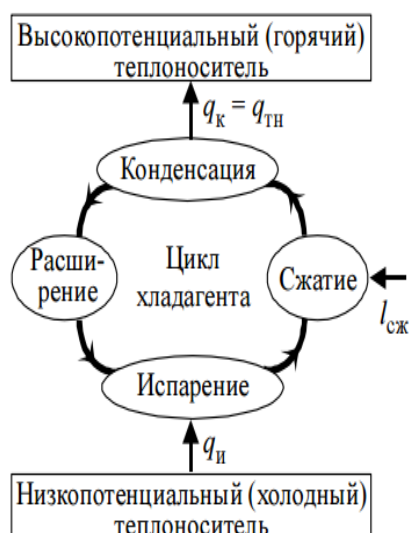 Высокопотенциальный (горячий)
теплоноситель
qк = qтн
Конденсация
Расши-
рение
Цикл
хладагента
Сжатие
lсж
Испарение
qи
Низкопотенциальный (холодный)
теплоноситель